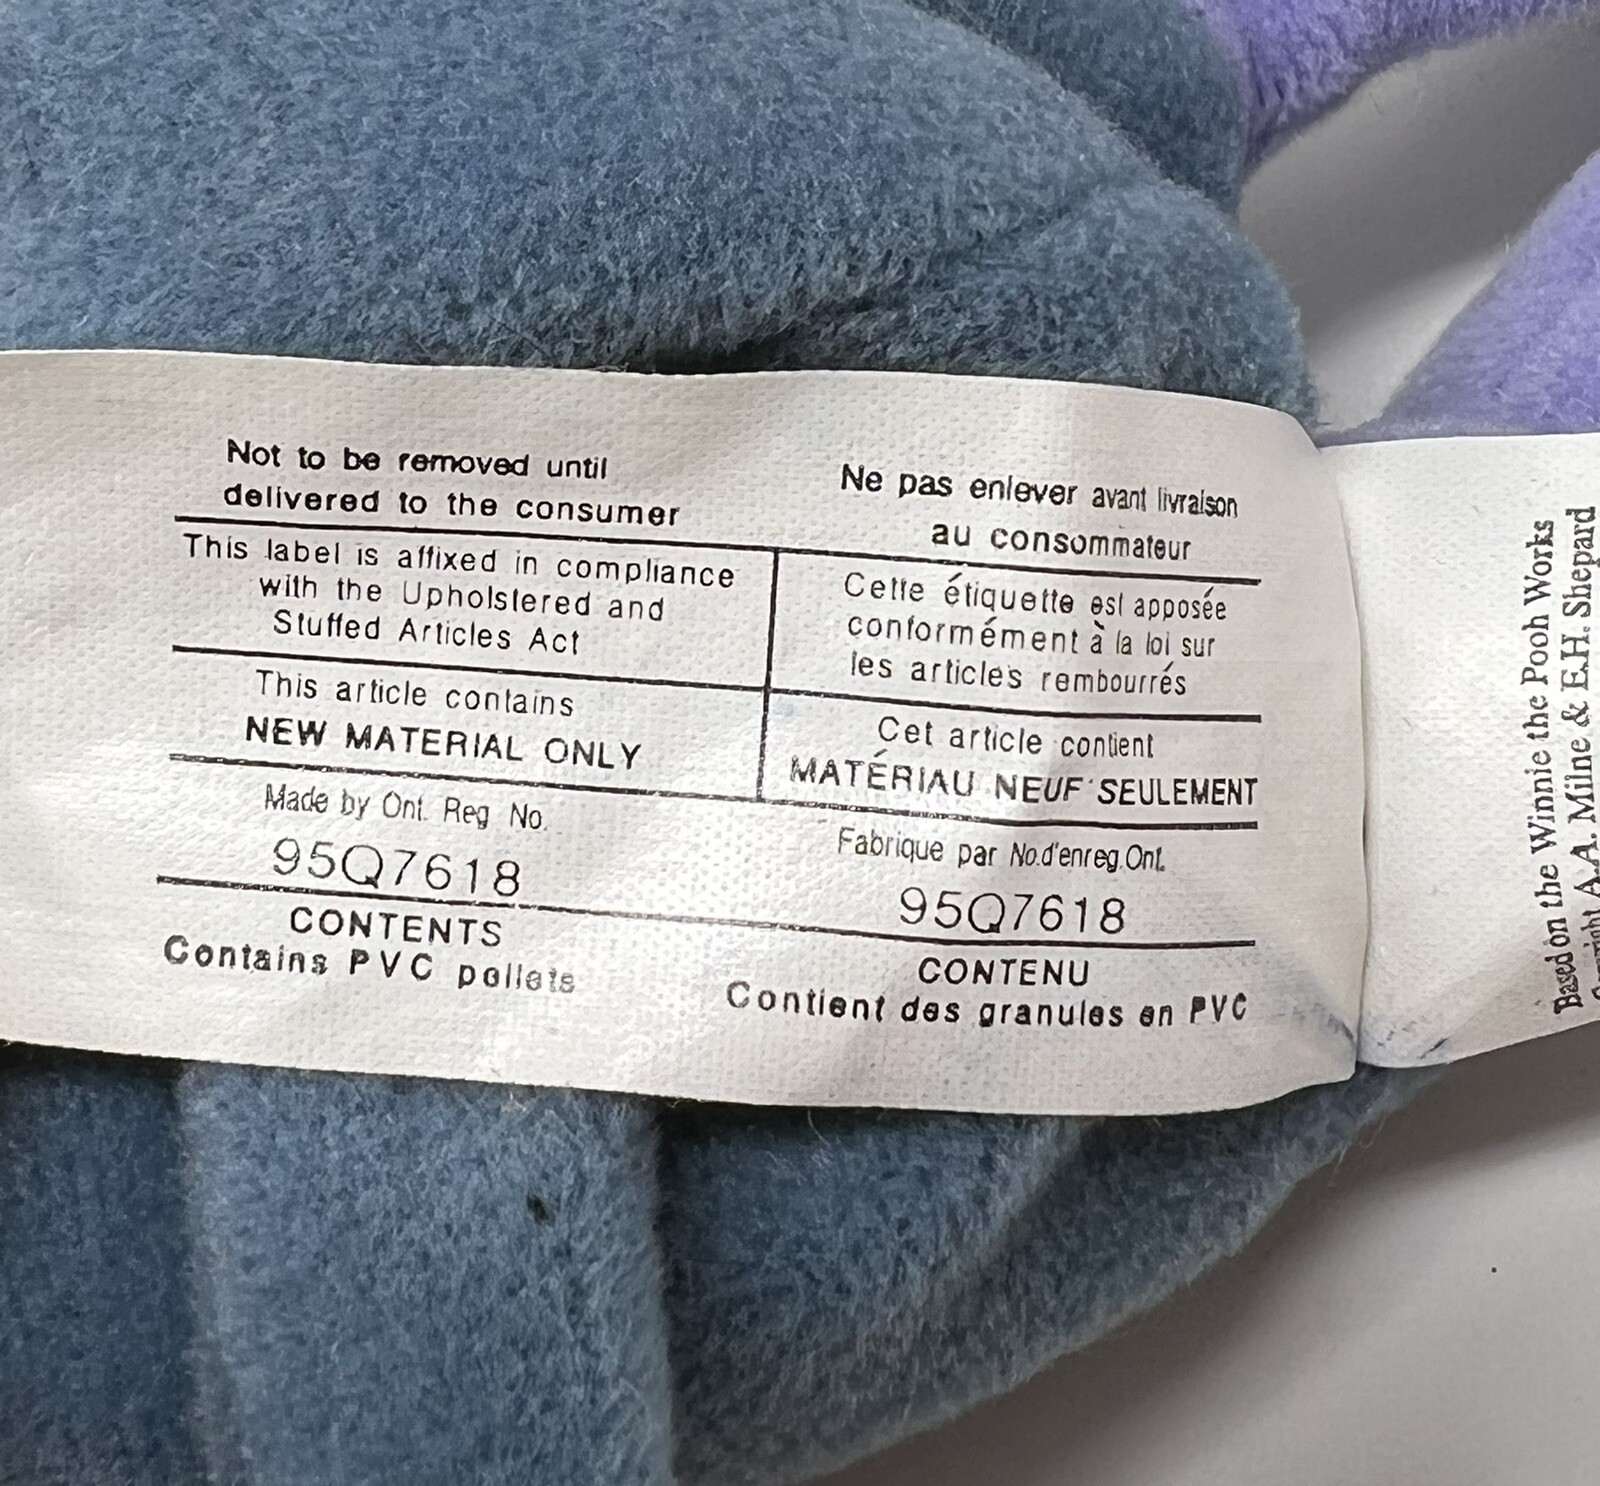 Not to be removed until
delivered to the consumer
This label is affixed in compliance
with the Upholstered and
Stuffed Articles Act
This article contains
NEW MATERIAL ONLY
Made by Ont. Reg No.
95Q7618
CONTENTS
Contains PVC pellets
Ne pas enlever avant livraison
au consommateur
Cette étiquette est apposée
conformément à la loi sur
les articles rembourrés
Cet article contient
MATÉRIAU NEUF SEULEMENT
Fabrique par No.d'enreg.Ont.
95Q7618
CONTENU
Contient des granules en PVC
Based on the Winnie the Pooh Works
A.A. Milne & E.H. Shepard